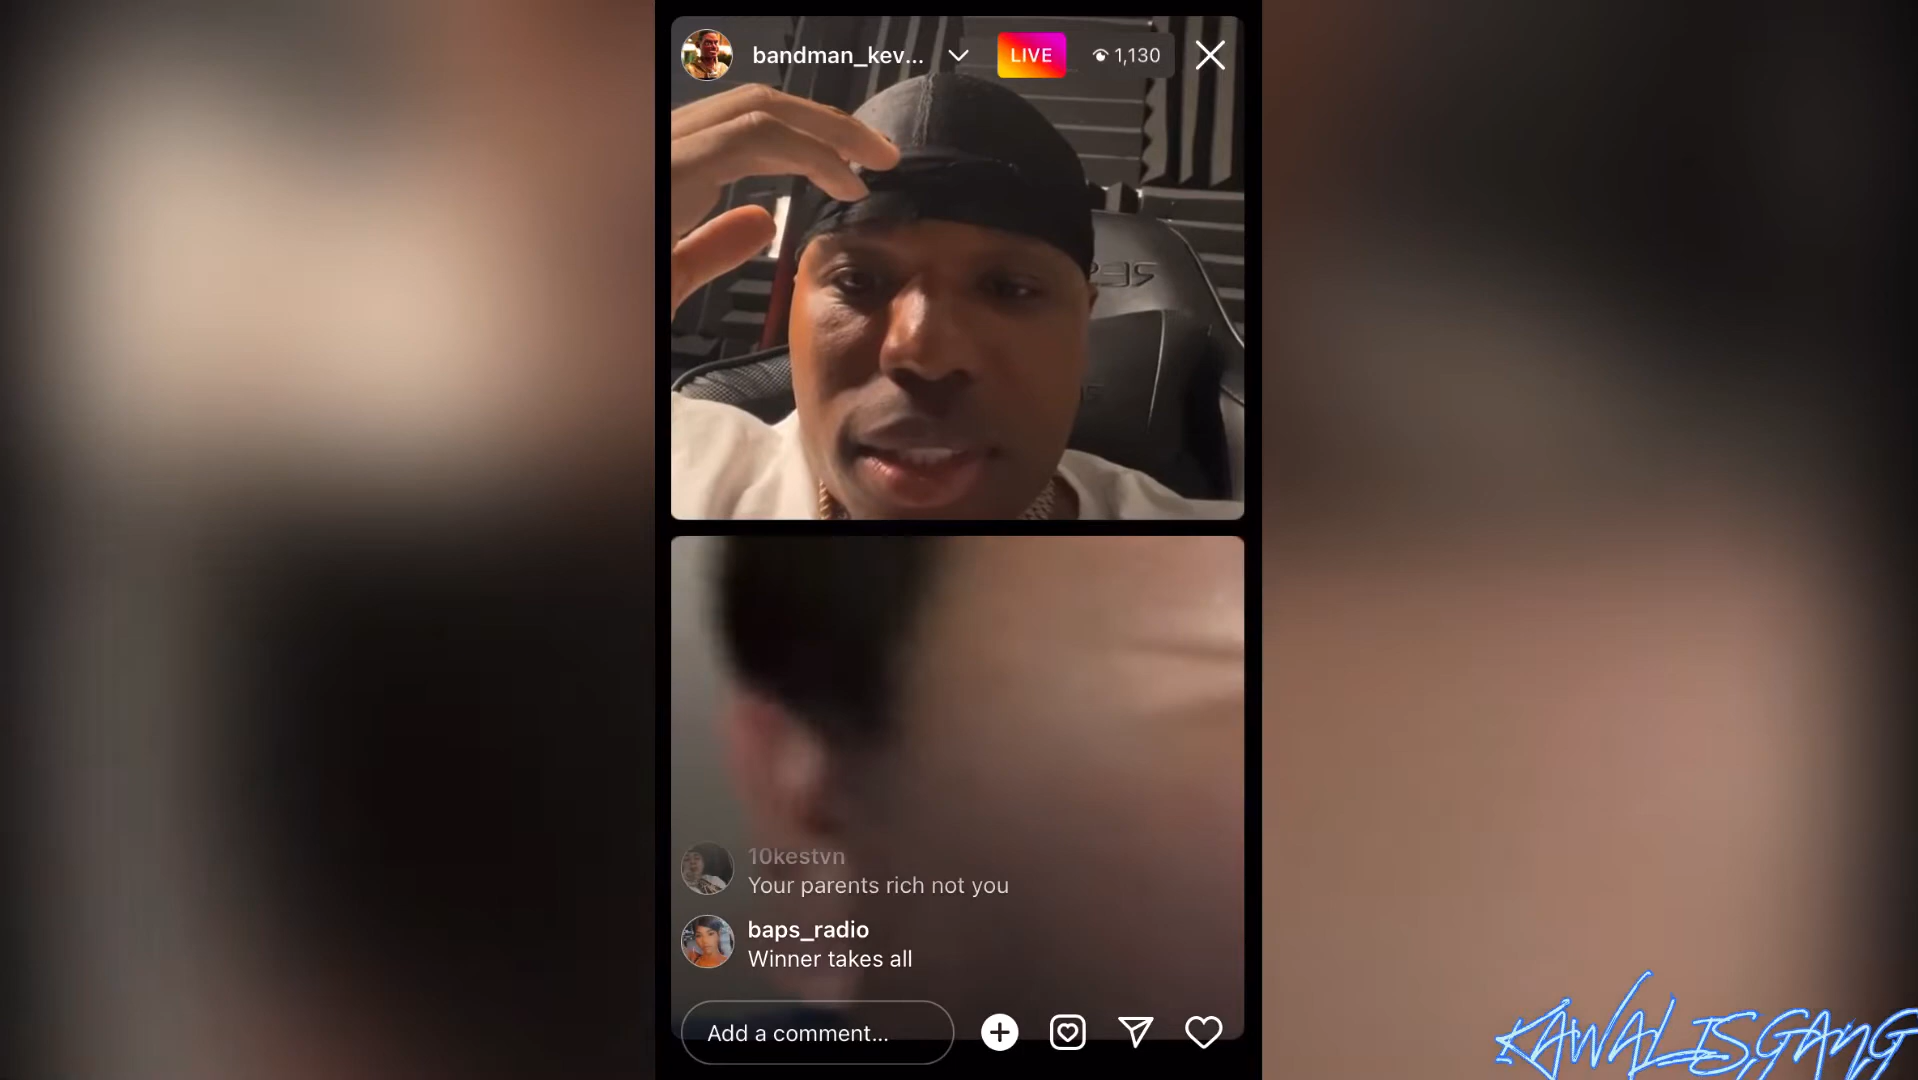 bandman_kev...
LIVE
1,130
10kestvn
Your parents rich not you
baps_radio
Winner takes all
Add a comment...
KAWALISGANG